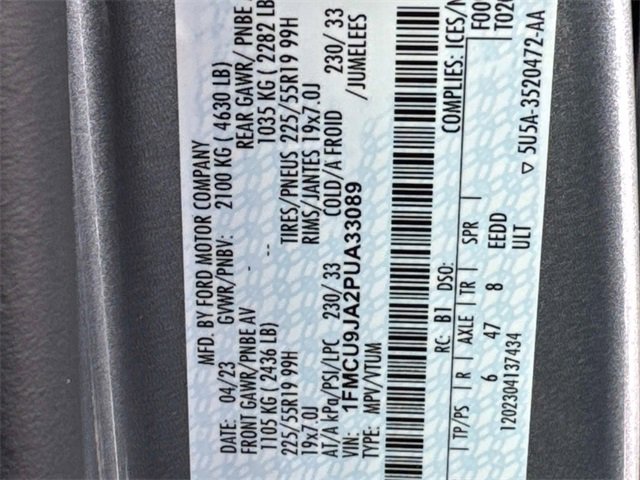 MFD. BY FORD MOTOR COMPANY
DATE: 04/23 GVWR/PNBV: 2100 KG ( 4630 LB)
FRONT GAWR/PNBE AV REAR GAWR/ PNBE
1105 KG ( 2436 LB) 1035 KG ( 2282 LB
225/55R19 99H TIRES/PNEUS 225/55R19 99H
19x7.0J RIMS/JANTES 19x7.0J
AT/A kPa/PSI/LPC 230/ 33 COLD/A FROID 230/ 33
1FMCU9JA2PUA33089 /JUMELEES
TYPE: MPV/VTUM
COMPLIES: ICES/
RC: B1 DSO:
TP/PS | R | AXLE | TR | SPR
6 47 8 EEDD
1202304137434 ULT ▽ 5U5A-3520472-AA